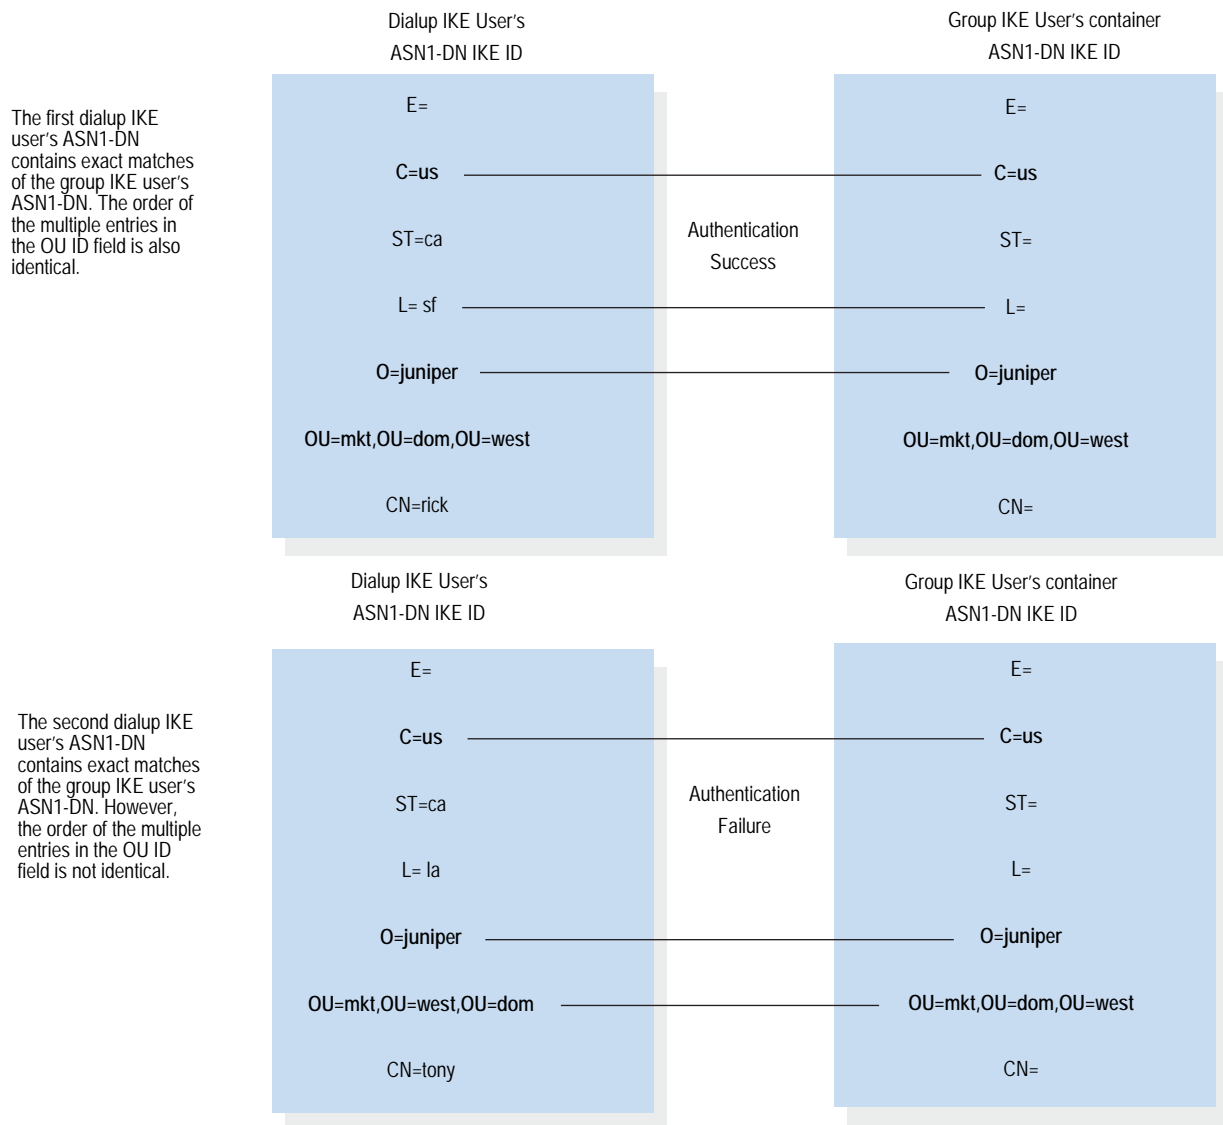 Dialup IKE User's
ASN1-DN IKE ID
Group IKE User's container
ASN1-DN IKE ID
The first dialup IKE
user's ASN1-DN
contains exact matches
of the group IKE user's
ASN1-DN. The order of
the multiple entries in
the OU ID field is also
identical.
E=
C=us
ST=ca
L= sf
O=juniper
OU=mkt,OU=dom,OU=west
CN=rick
Authentication
Success
E=
C=us
ST=
L=
O=juniper
OU=mkt,OU=dom,OU=west
CN=
Dialup IKE User's
ASN1-DN IKE ID
Group IKE User's container
ASN1-DN IKE ID
The second dialup IKE
user's ASN1-DN
contains exact matches
of the group IKE user's
ASN1-DN. However,
the order of the multiple
entries in the OU ID
field is not identical.
E=
C=us
ST=ca
L= la
O=juniper
OU=mkt,OU=west,OU=dom
CN=tony
Authentication
Failure
E=
C=us
ST=
L=
O=juniper
OU=mkt,OU=dom,OU=west
CN=